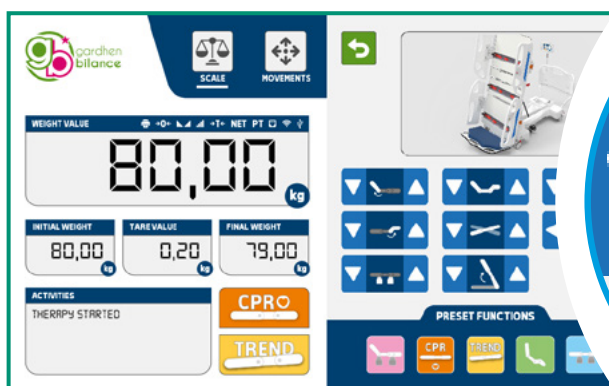 gardhen
bilance
SCALE
MOVEMENTS
WEIGHT VALUE
→0← →T← NET PT
80,00
kg
INITIAL WEIGHT
80,00
kg
TARE VALUE
0,20
kg
FINAL WEIGHT
79,00
kg
ACTIVITIES
THERAPY STARTED
CPR
TREND
PRESET FUNCTIONS
CPR
TREND